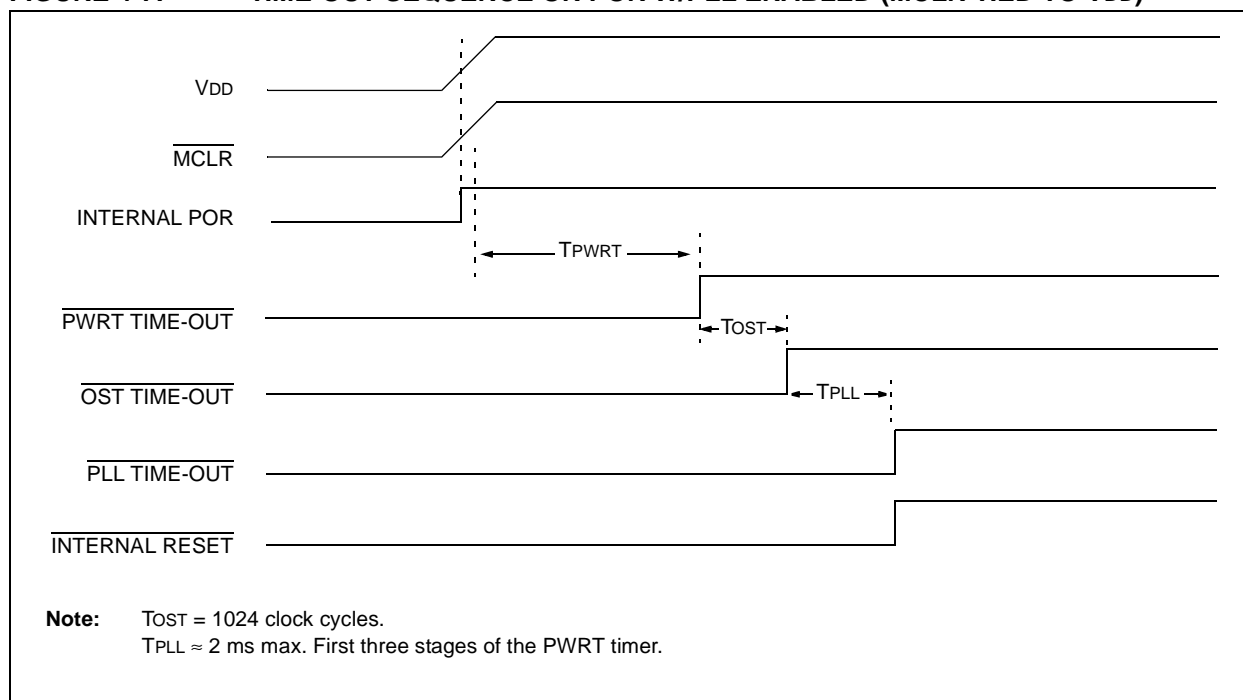 VDD
MCLR
INTERNAL POR
TPWRT
PWRT TIME-OUT
TOST
OST TIME-OUT
TPLL
PLL TIME-OUT
INTERNAL RESET
Note: TOST = 1024 clock cycles.
TPLL ≈ 2 ms max. First three stages of the PWRT timer.